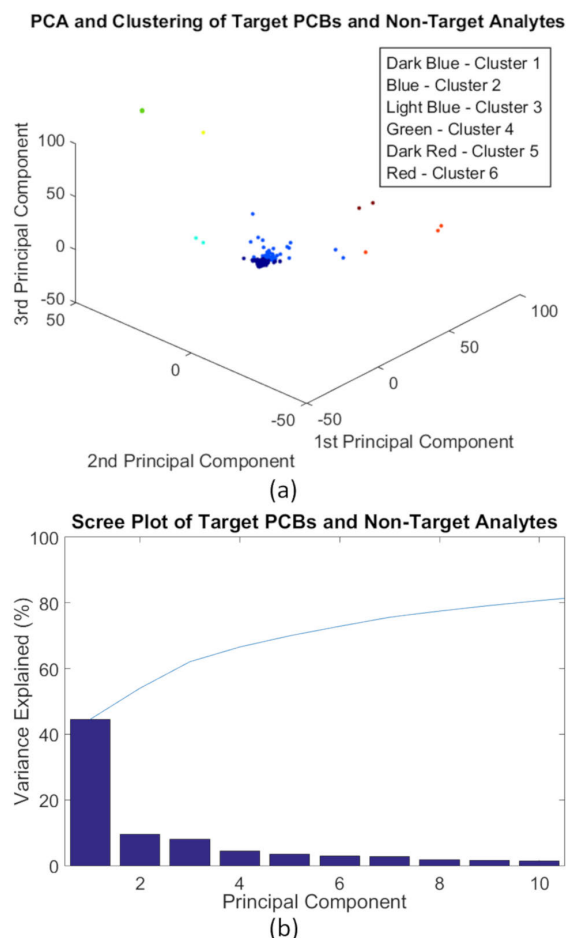 PCA and Clustering of Target PCBs and Non-Target Analytes
Dark Blue - Cluster 1
Blue - Cluster 2
Light Blue - Cluster 3
Green - Cluster 4
Dark Red - Cluster 5
Red - Cluster 6
100
50
0
-50
3rd Principal Component
50
0
-50
2nd Principal Component
-50
0
50
100
1st Principal Component
(a)
Scree Plot of Target PCBs and Non-Target Analytes
100
80
60
40
20
0
Variance Explained (%)
2
4
6
8
10
Principal Component
(b)